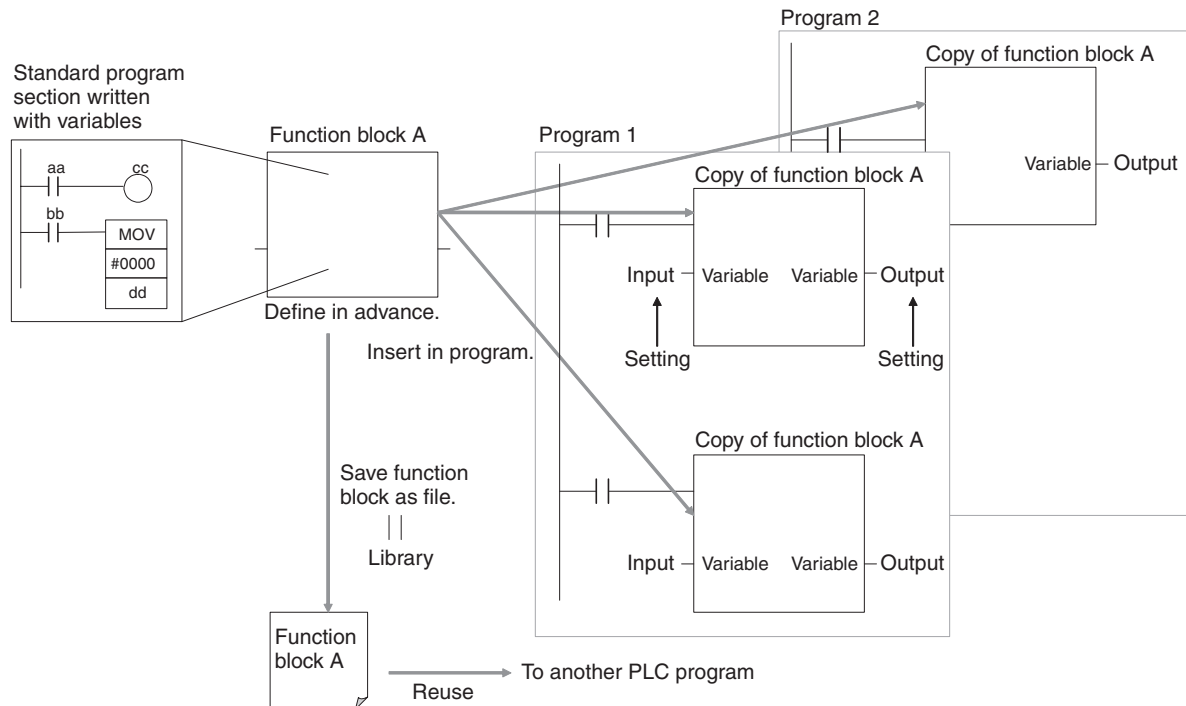 Program 2
Copy of function block A
Variable
Output
Standard program
section written
with variables
aa
cc
bb
MOV
#0000
dd
Function block A
Define in advance.
Insert in program.
Program 1
Copy of function block A
Input
Variable
Variable
Output
Setting
Setting
Copy of function block A
Input
Variable
Variable
Output
Save function
block as file.
Library
Function
block A
Reuse
To another PLC program